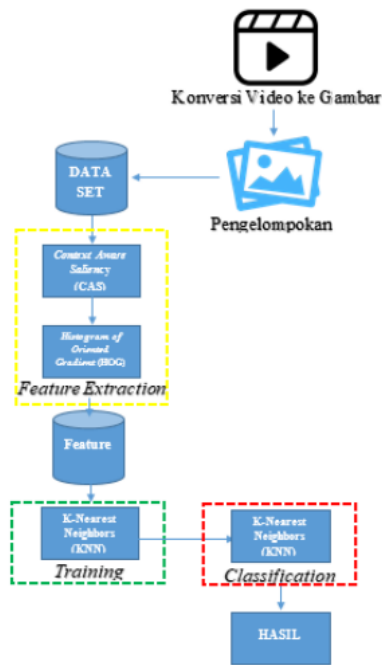 Konversi Video ke Gambar
DATA
SET
Pengelompokan
Context Aware
Saliency
(CAS)
Histogram of
Oriented
Gradient (HOG)
Feature Extraction
Feature
K-Nearest
Neighbors
(KNN)
Training
K-Nearest
Neighbors
(KNN)
Classification
HASIL